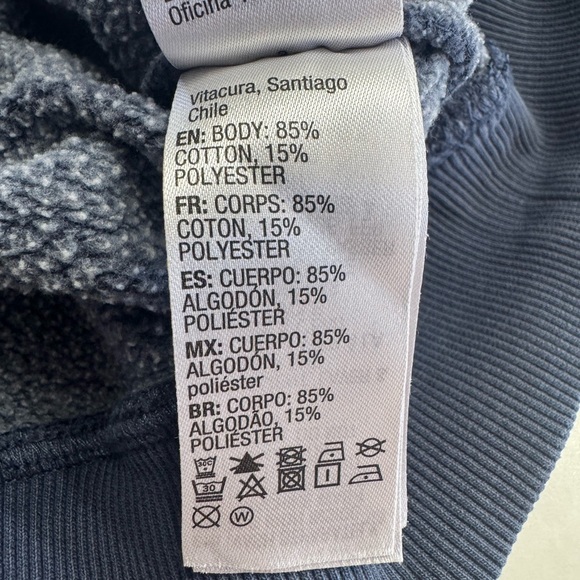 Oficina
Vitacura, Santiago
Chile
EN: BODY: 85%
COTTON, 15%
POLYESTER
FR: CORPS: 85%
COTON, 15%
POLYESTER
ES: CUERPO: 85%
ALGODÓN, 15%
POLIÉSTER
MX: CUERPO: 85%
ALGODÓN, 15%
poliéster
BR: CORPO: 85%
ALGODÃO, 15%
POLIÉSTER
30C
30
W